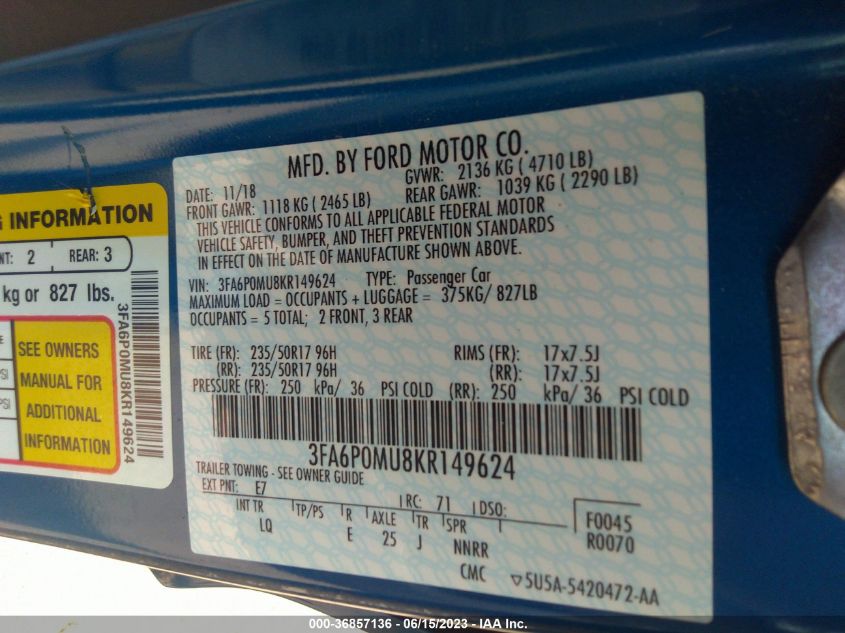 G INFORMATION
NT: 2 REAR: 3
kg or 827 lbs.
SEE OWNERS
MANUAL FOR
ADDITIONAL
INFORMATION
3FA6P0MU8KR149624
MFD. BY FORD MOTOR CO.
DATE: 11/18 GVWR: 2136 KG ( 4710 LB)
FRONT GAWR: 1118 KG ( 2465 LB) REAR GAWR: 1039 KG ( 2290 LB)
THIS VEHICLE CONFORMS TO ALL APPLICABLE FEDERAL MOTOR
VEHICLE SAFETY, BUMPER, AND THEFT PREVENTION STANDARDS
IN EFFECT ON THE DATE OF MANUFACTURE SHOWN ABOVE.
VIN: 3FA6P0MU8KR149624 TYPE: Passenger Car
MAXIMUM LOAD = OCCUPANTS + LUGGAGE = 375KG/ 827LB
OCCUPANTS = 5 TOTAL; 2 FRONT, 3 REAR
TIRE (FR): 235/50R17 96H RIMS (FR): 17x7.5J
(RR): 235/50R17 96H (RR): 17x7.5J
PRESSURE (FR): 250 kPa/ 36 PSI COLD (RR): 250 kPa/ 36 PSI COLD
3FA6P0MU8KR149624
TRAILER TOWING - SEE OWNER GUIDE
EXT PNT: E7 RC: 71 DSO:
INT TR TP/PS R AXLE TR SPR F0045
LQ E 25 J NNRR R0070
CMC ▽5U5A-5420472-AA
000-36857136 - 06/15/2023 - IAA Inc.